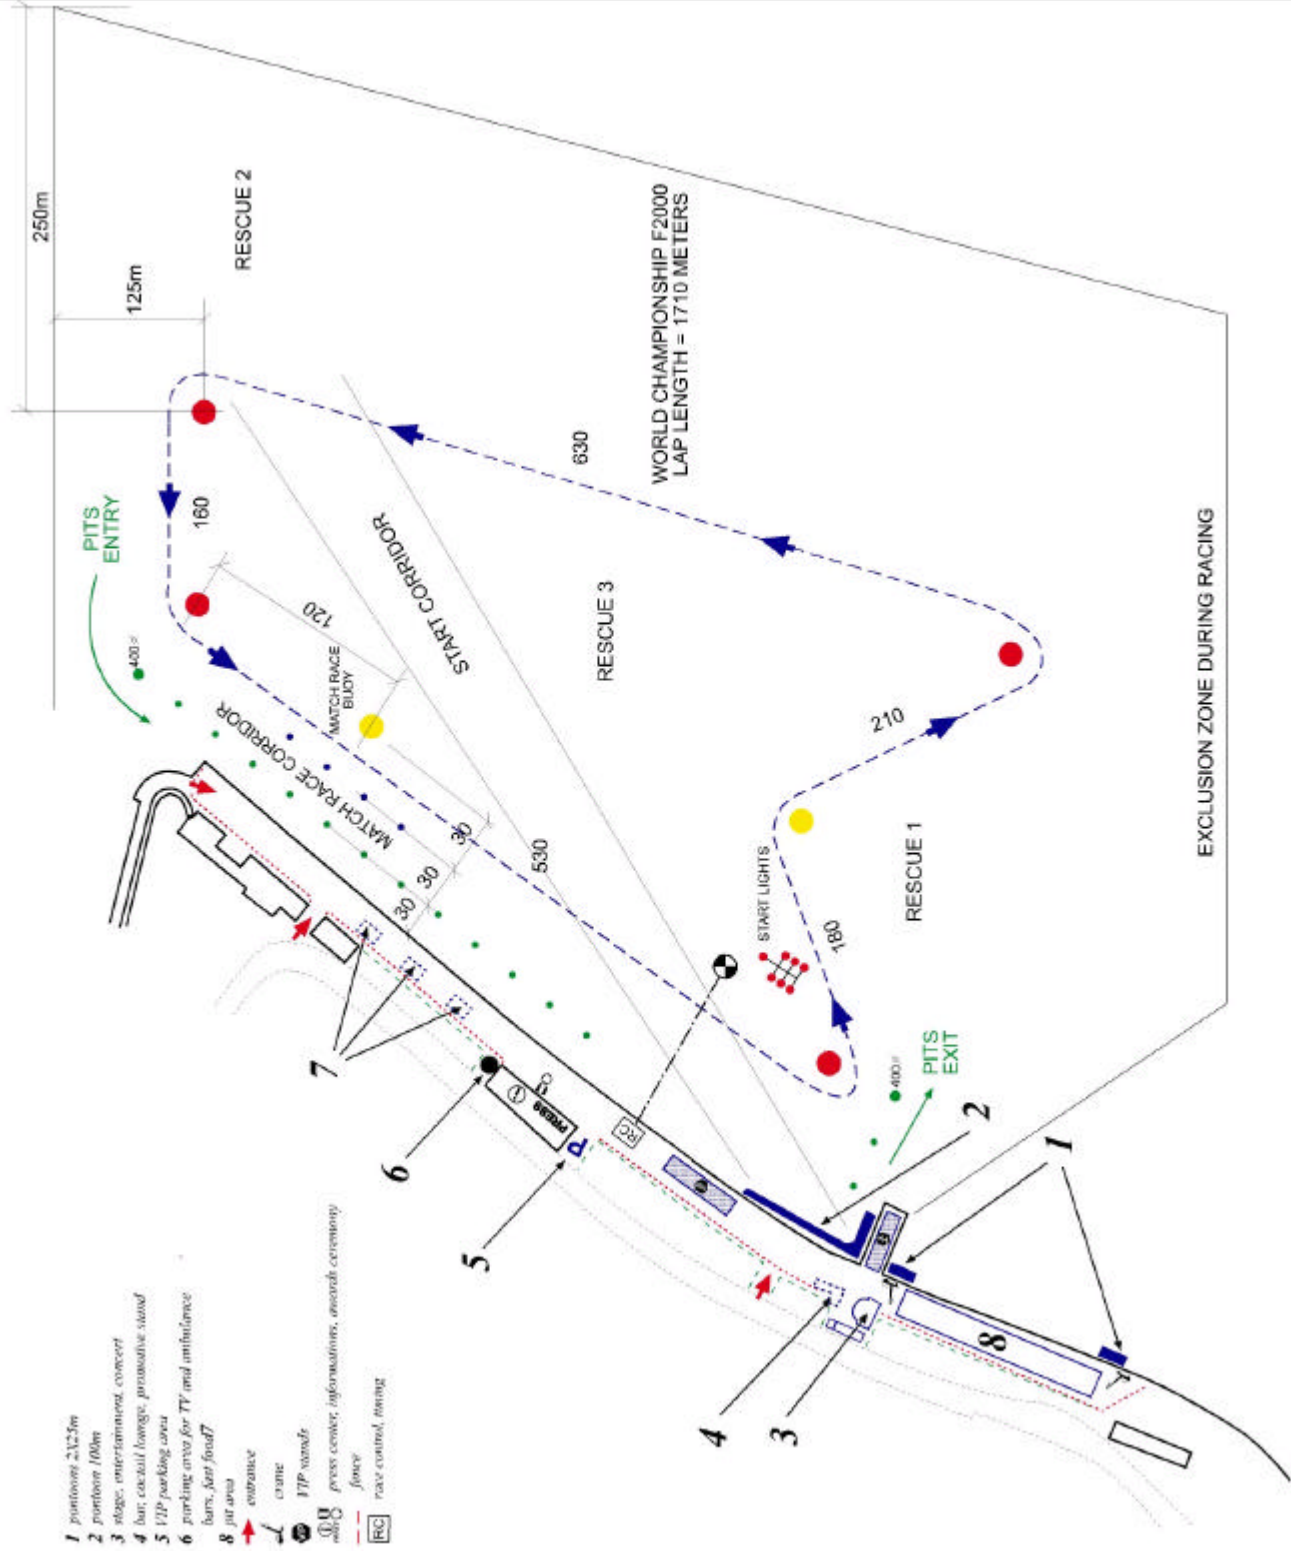 250m
125m
RESCUE 2
WORLD CHAMPIONSHIP F2000
LAP LENGTH = 1710 METERS
630
160
PITS
ENTRY
400
120
START CORRIDOR
MATCH RACE
BUOY
MATCH RACE CORRIDOR
RESCUE 3
210
EXCLUSION ZONE DURING RACING
30
30
30
530
START LIGHTS
RESCUE 1
180
PITS
EXIT
400
7
6
PRESS
P
RC
5
2
1
4
3
8
1 pontoons 2X25m
2 pontoon 100m
3 stage, entertainment, concert
4 bar, coctail lounge, promotive stand
5 VIP parking area
6 parking area for TV and ambulance
bars, fast food7
8 pit area
entrance
crane
VIP stands
press center, informations, awards ceremony
fence
RC race control, timing